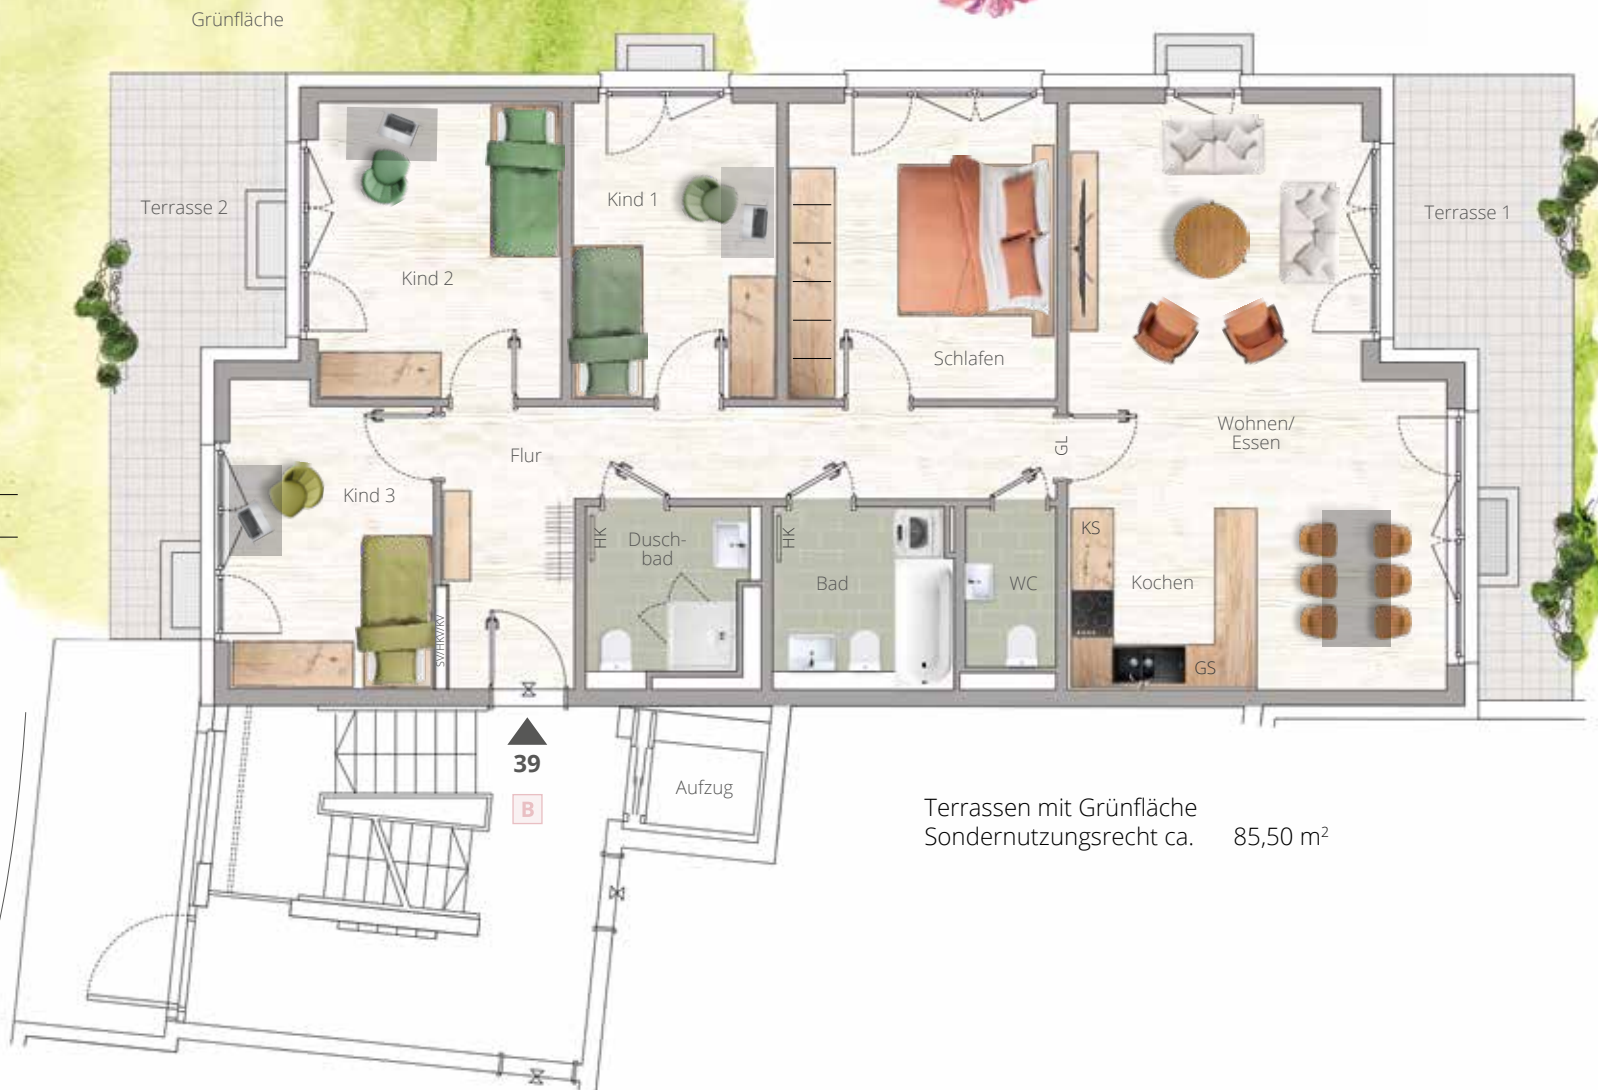 Grünfläche
Terrasse 2
Kind 2
Kind 1
Schlafen
Terrasse 1
Wohnen/
Essen
GL
Flur
Kind 3
SV/HKV/KV
HK
Dusch-
bad
HK
Bad
WC
KS
Kochen
GS
39
B
Aufzug
Terrassen mit Grünfläche
Sondernutzungsrecht ca. 85,50 m²